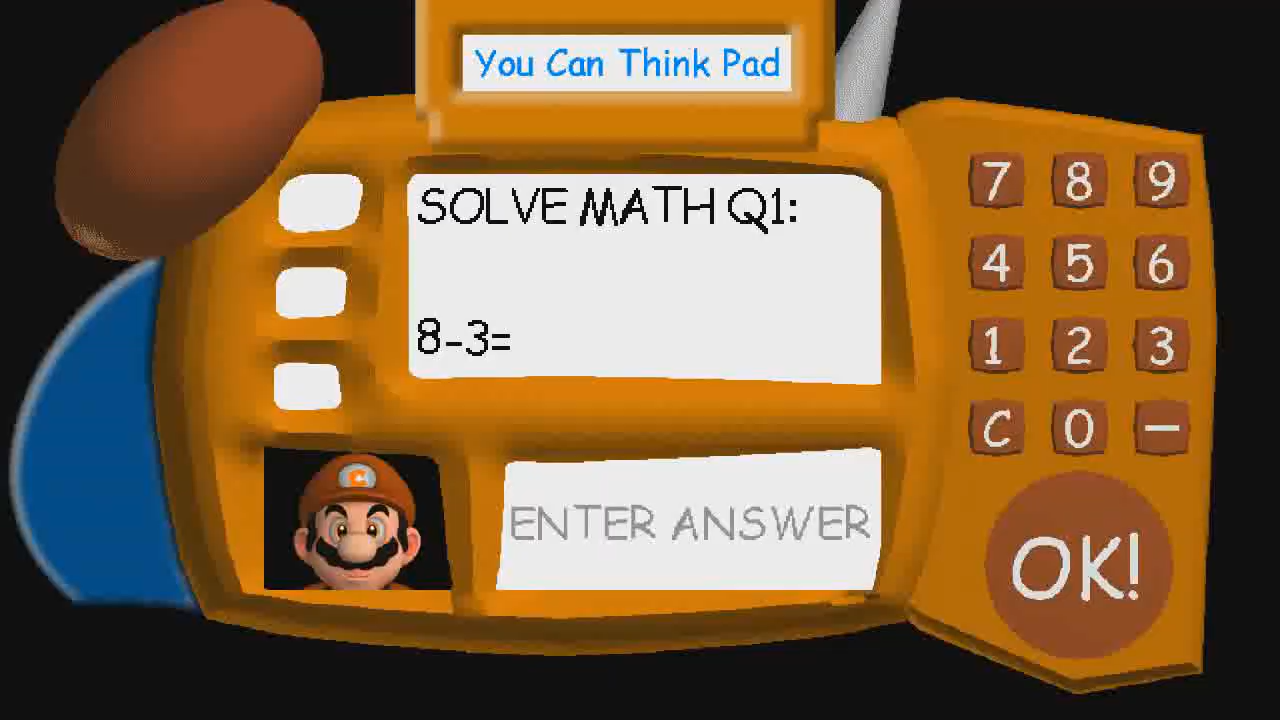 You Can Think Pad
SOLVE MATH Q1:
8-3=
ENTER ANSWER
7 8 9
4 5 6
1 2 3
C 0 –
OK!
C